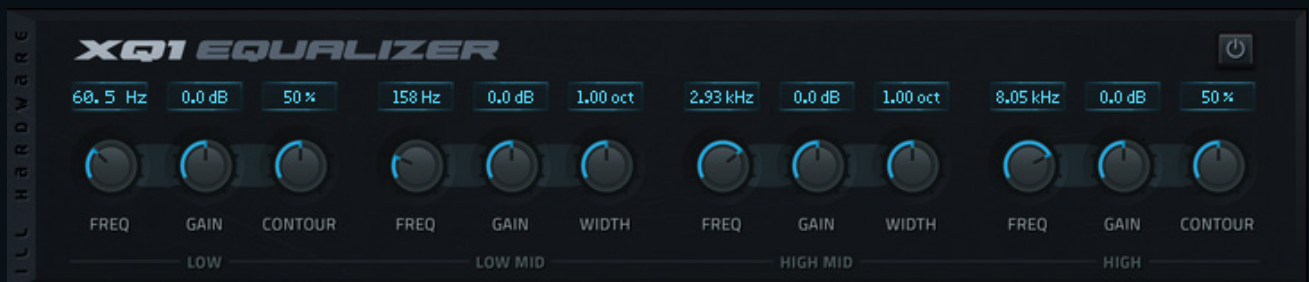 XQ1 EQUALIZER
60.5 Hz 0.0 dB 50 % 158 Hz 0.0 dB 1.00 oct 2.93 kHz 0.0 dB 1.00 oct 8.05 kHz 0.0 dB 50 %
FREQ GAIN CONTOUR FREQ GAIN WIDTH FREQ GAIN WIDTH FREQ GAIN CONTOUR
LOW LOW MID HIGH MID HIGH
HARDWARE